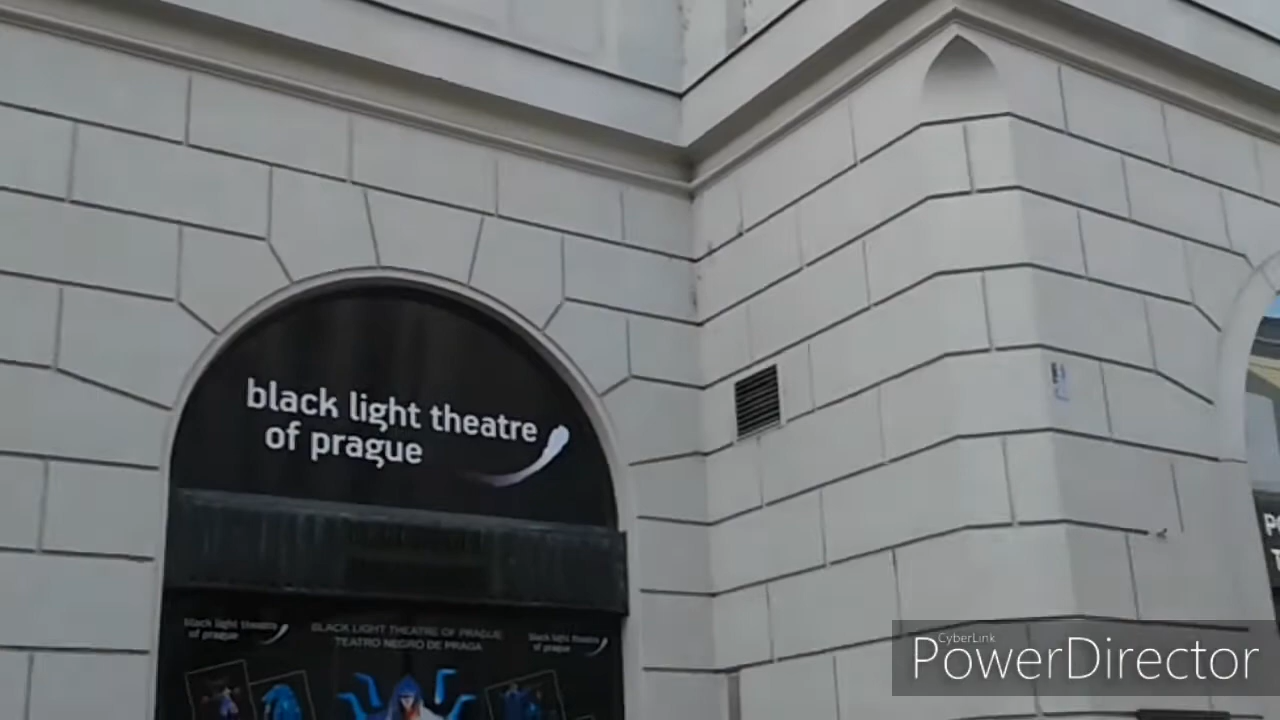 black light theatre
of prague
black light theatre
of prague
BLACK LIGHT THEATRE OF PRAGUE
TEATRO NEGRO DE PRAGA
black light theatre
of prague
CyberLink
PowerDirector